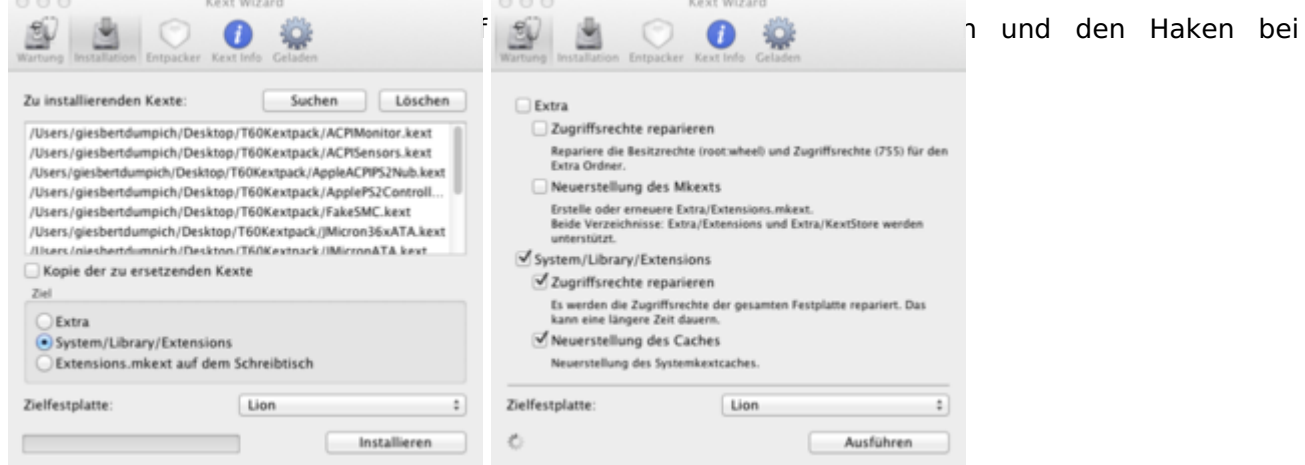 Kext Wizard
Wartung Installation Entpacker Kext Info Geladen
Zu installierenden Kexte: Suchen Löschen
/Users/giesbertdumpich/Desktop/T60Kextpack/ACPIMonitor.kext
/Users/giesbertdumpich/Desktop/T60Kextpack/ACPISensors.kext
/Users/giesbertdumpich/Desktop/T60Kextpack/AppleACPIPS2Nub.kext
/Users/giesbertdumpich/Desktop/T60Kextpack/ApplePS2Controll...
/Users/giesbertdumpich/Desktop/T60Kextpack/FakeSMC.kext
/Users/giesbertdumpich/Desktop/T60Kextpack/JMicron36xATA.kext
/Users/giesbertdumpich/Desktop/T60Kextpack/JMicronATA.kext
Kopie der zu ersetzenden Kexte
Ziel
Extra
System/Library/Extensions
Extensions.mkext auf dem Schreibtisch
Zielfestplatte: Lion
Installieren
Kext Wizard
Wartung Installation Entpacker Kext Info Geladen
Extra
Zugriffsrechte reparieren
Repariere die Besitzrechte (root:wheel) und Zugriffsrechte (755) für den
Extra Ordner.
Neuerstellung des Mkexts
Erstelle oder erneuere Extra/Extensions.mkext.
Beide Verzeichnisse: Extra/Extensions und Extra/KextStore werden
unterstützt.
System/Library/Extensions
Zugriffsrechte reparieren
Es werden die Zugriffsrechte der gesamten Festplatte repariert. Das
kann eine längere Zeit dauern.
Neuerstellung des Caches
Neuerstellung des Systemkextcaches.
Zielfestplatte: Lion
Ausführen
und den Haken bei